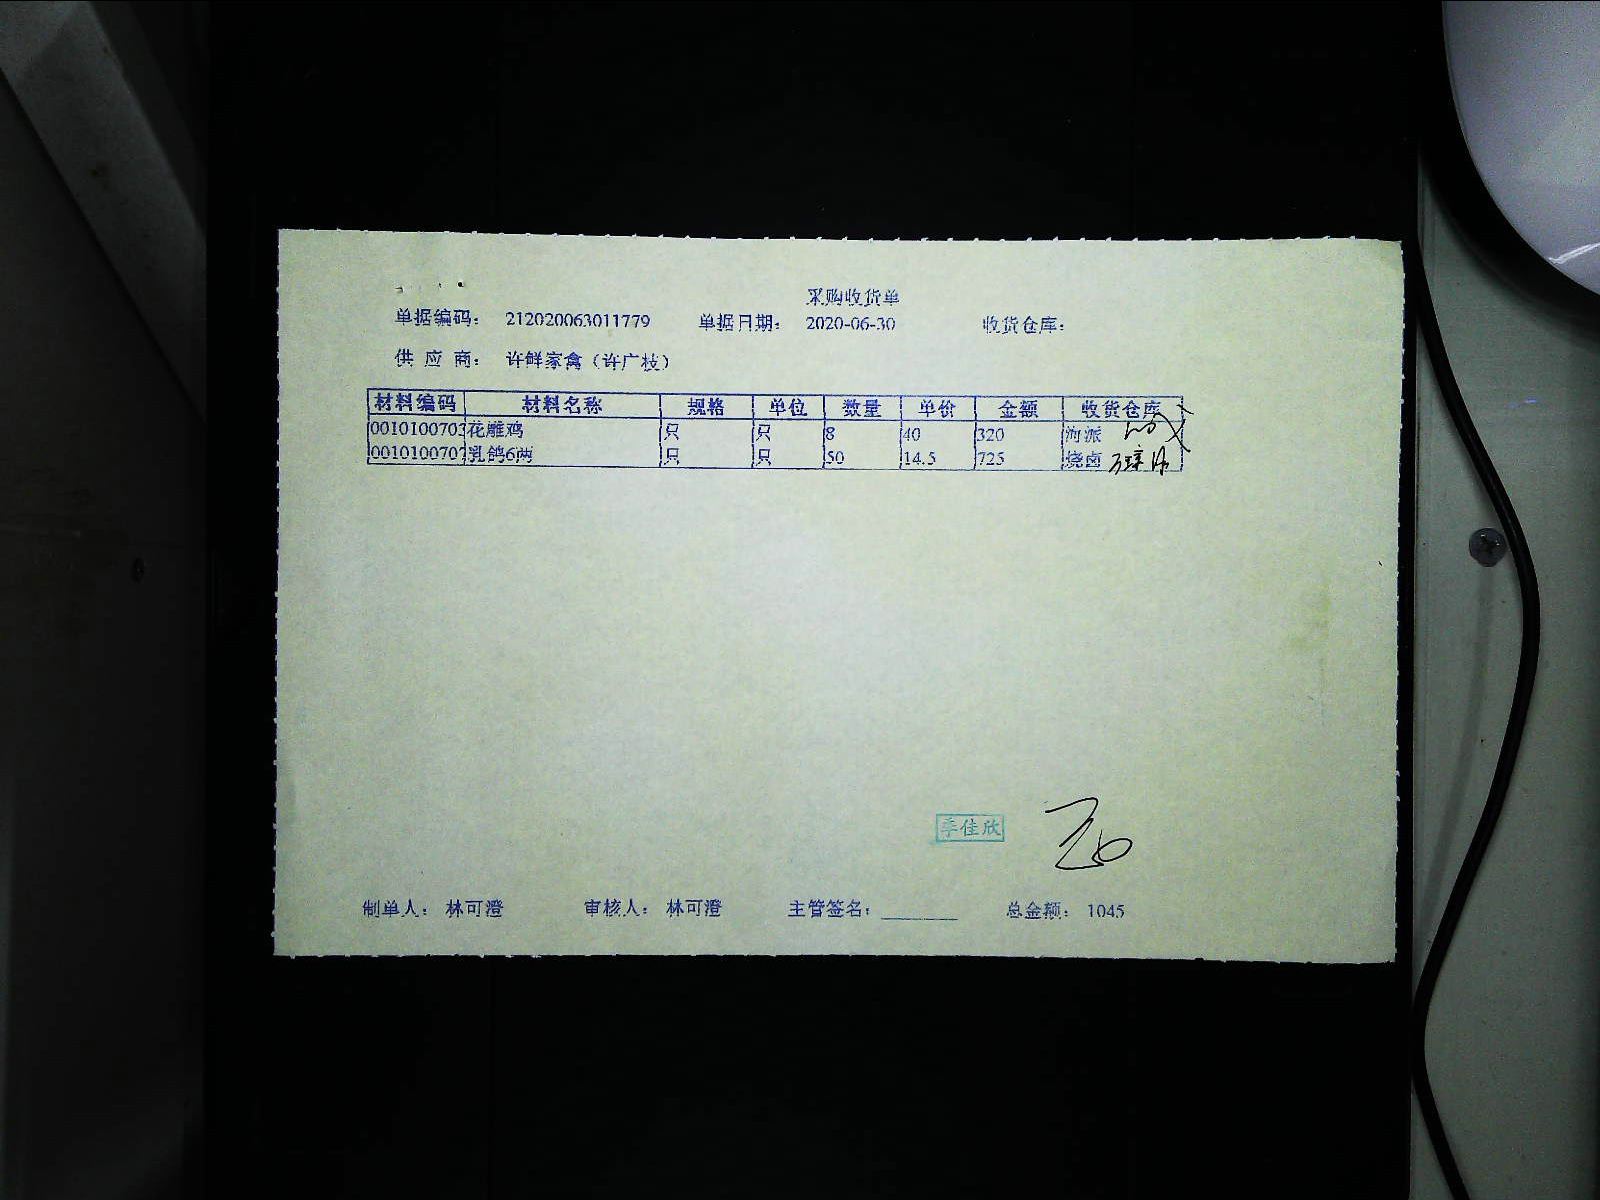 采购收货单
单据编码: 212020063011779 单据日期: 2020-06-30 收货仓库:
供应商: 许鲜家禽(许广枝)
材料编码 材料名称 规格 单位 数量 单价 金额 收货仓库
0010100703 花雕鸡 只 只 8 40 320 海派
0010100707 乳鸽6两 只 只 50 14.5 725 烧卤
季佳欣
制单人: 林可澄 审核人: 林可澄 主管签名: 总金额: 1045